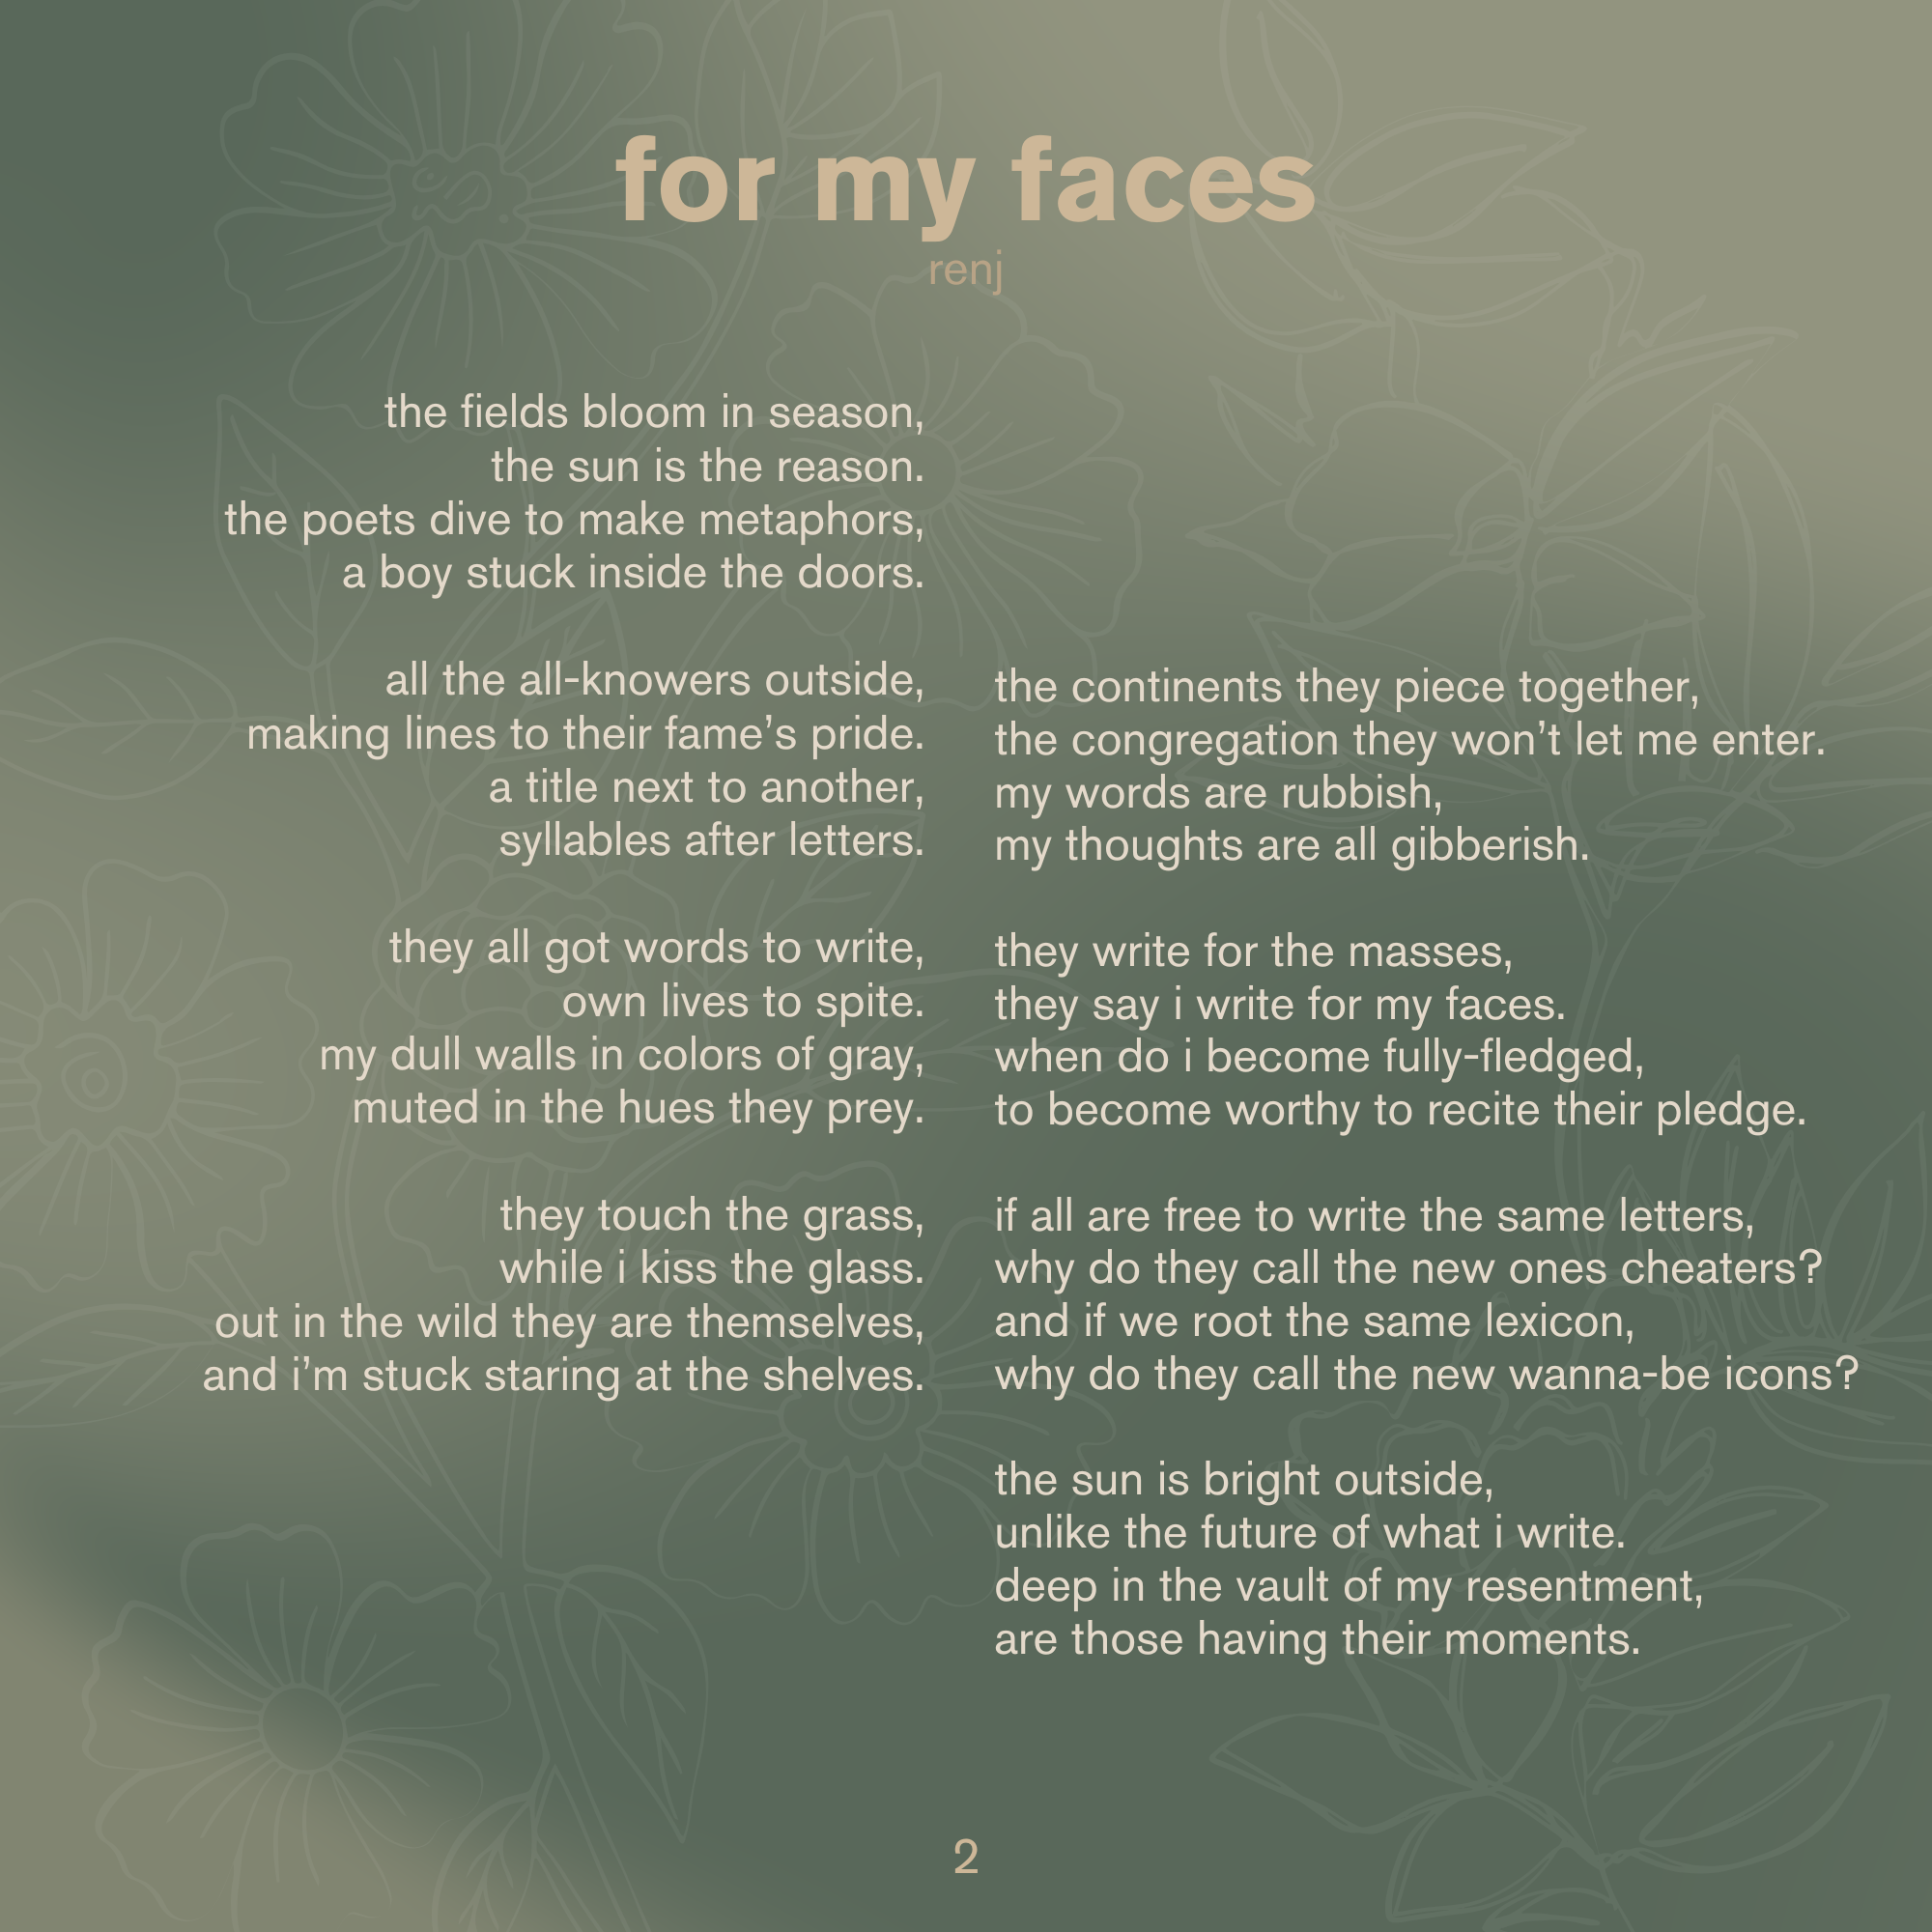 for my faces
renj
the fields bloom in season,
the sun is the reason.
the poets dive to make metaphors,
a boy stuck inside the doors.
all the all-knowers outside,
making lines to their fame’s pride.
a title next to another,
syllables after letters.
they all got words to write,
own lives to spite.
my dull walls in colors of gray,
muted in the hues they prey.
they touch the grass,
while i kiss the glass.
out in the wild they are themselves,
and i’m stuck staring at the shelves.
the continents they piece together,
the congregation they won’t let me enter.
my words are rubbish,
my thoughts are all gibberish.
they write for the masses,
they say i write for my faces.
when do i become fully-fledged,
to become worthy to recite their pledge.
if all are free to write the same letters,
why do they call the new ones cheaters?
and if we root the same lexicon,
why do they call the new wanna-be icons?
the sun is bright outside,
unlike the future of what i write.
deep in the vault of my resentment,
are those having their moments.
2